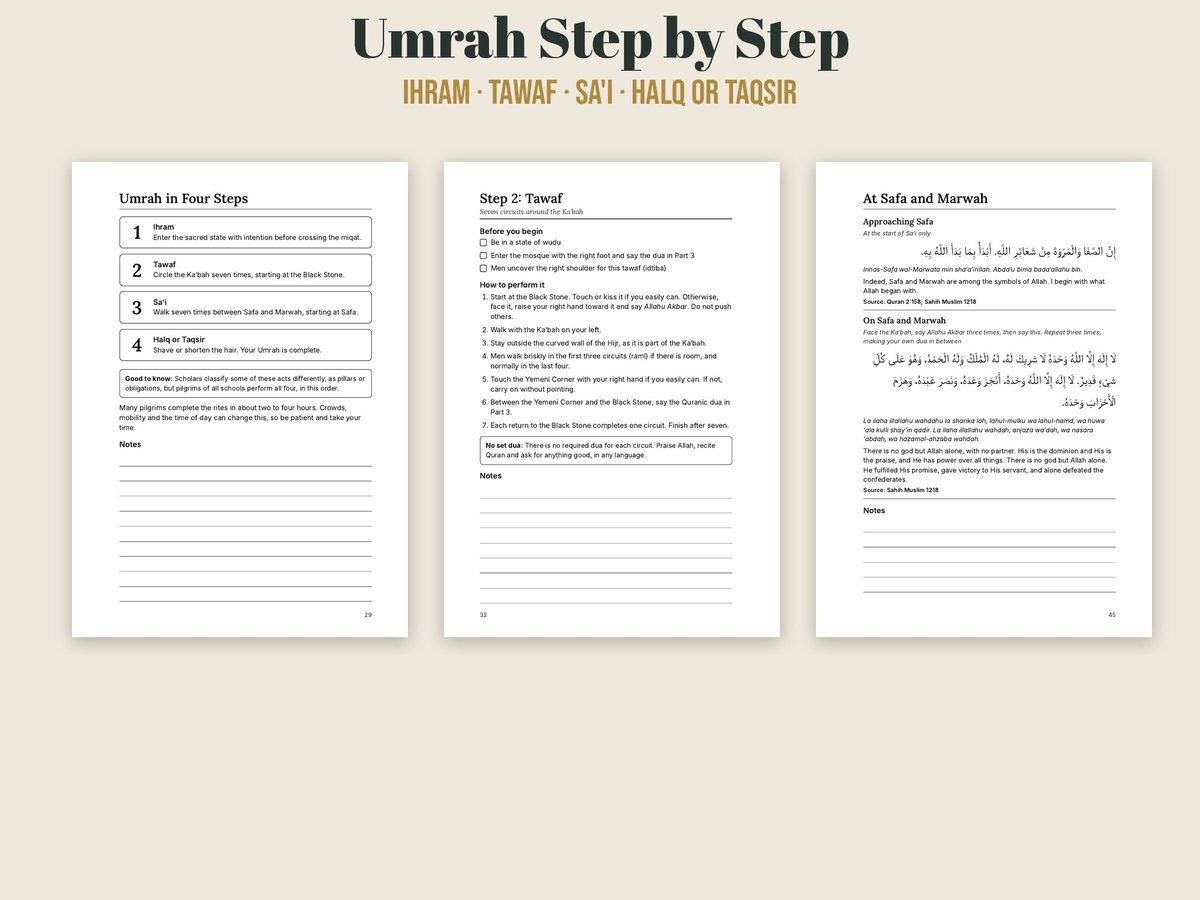 Umrah Step by Step
IHRAM · TAWAF · SA'I · HALQ OR TAQSIR
Umrah in Four Steps
1
Ihram
Enter the sacred state with intention before crossing the miqat.
2
Tawaf
Circle the Ka'bah seven times, starting at the Black Stone.
3
Sa'i
Walk seven times between Safa and Marwah, starting at Safa.
4
Halq or Taqsir
Shave or shorten the hair. Your Umrah is complete.
Good to know: Scholars classify some of these acts differently, as pillars or
obligations, but pilgrims of all schools perform all four, in this order.
Many pilgrims complete the rites in about two to four hours. Crowds,
mobility and the time of day can change this, so be patient and take your
time.
Notes
29
Step 2: Tawaf
Seven circuits around the Ka'bah
Before you begin
Be in a state of wudu
Enter the mosque with the right foot and say the dua in Part 3
Men uncover the right shoulder for this tawaf (idtiba)
How to perform it
1. Start at the Black Stone. Touch or kiss it if you easily can. Otherwise,
face it, raise your right hand toward it and say Allahu Akbar. Do not push
others.
2. Walk with the Ka'bah on your left.
3. Stay outside the curved wall of the Hijr, as it is part of the Ka'bah.
4. Men walk briskly in the first three circuits (raml) if there is room, and
normally in the last four.
5. Touch the Yemeni Corner with your right hand if you easily can. If not,
carry on without pointing.
6. Between the Yemeni Corner and the Black Stone, say the Quranic dua in
Part 3.
7. Each return to the Black Stone completes one circuit. Finish after seven.
No set dua: There is no required dua for each circuit. Praise Allah, recite
Quran and ask for anything good, in any language.
Notes
32
At Safa and Marwah
Approaching Safa
At the start of Sa'i only
إِنَّ الصَّفَا وَالْمَرْوَةَ مِنْ شَعَائِرِ اللَّهِ. أَبْدَأُ بِمَا بَدَأَ اللَّهُ بِهِ.
Innas-Safa wal-Marwata min sha'a'irillah. Abda'u bima bada'allahu bih.
Indeed, Safa and Marwah are among the symbols of Allah. I begin with what
Allah began with.
Source: Quran 2:158; Sahih Muslim 1218
On Safa and Marwah
Face the Ka'bah, say Allahu Akbar three times, then say this. Repeat three times,
making your own dua in between
لَا إِلَهَ إِلَّا اللَّهُ وَحْدَهُ لَا شَرِيكَ لَهُ، لَهُ الْمُلْكُ وَلَهُ الْحَمْدُ، وَهُوَ عَلَى كُلِّ
شَيْءٍ قَدِيرٌ. لَا إِلَهَ إِلَّا اللَّهُ وَحْدَهُ، أَنْجَزَ وَعْدَهُ، وَنَصَرَ عَبْدَهُ، وَهَزَمَ
الْأَحْزَابَ وَحْدَهُ.
La ilaha illallahu wahdahu la sharika lah, lahul-mulku wa lahul-hamd, wa huwa
'ala kulli shay'in qadir. La ilaha illallahu wahdah, anjaza wa'dah, wa nasara
'abdah, wa hazamal-ahzaba wahdah.
There is no god but Allah alone, with no partner. His is the dominion and His is
the praise, and He has power over all things. There is no god but Allah alone.
He fulfilled His promise, gave victory to His servant, and alone defeated the
confederates.
Source: Sahih Muslim 1218
Notes
45